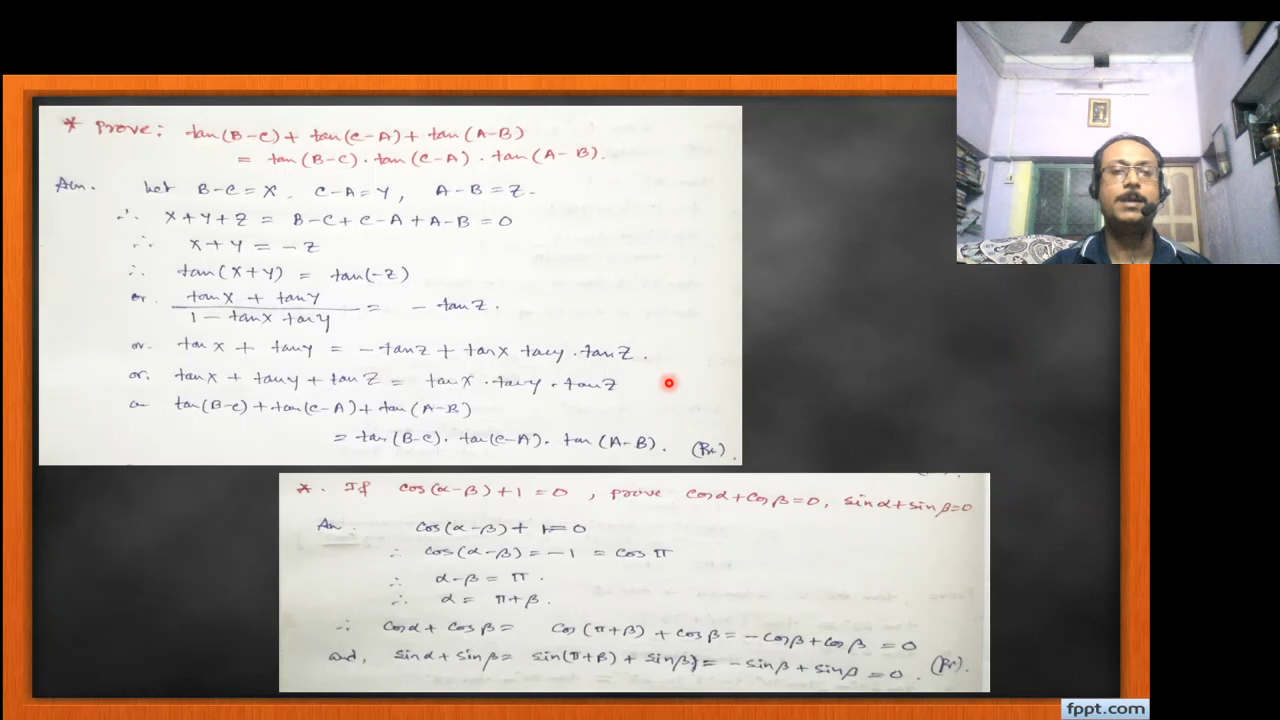 * Prove: tan(B-C) + tan(C-A) + tan(A-B)
= tan(B-C). tan(C-A) . tan(A-B).
An. Let B-C = X. C-A = Y, A-B = Z.
∴ X+Y+Z = B-C+C-A+A-B = 0
∴ X+Y = -Z
∴ tan(X+Y) = tan(-Z)
or. (tanX + tanY)/(1 - tanX tanY) = - tanZ.
or. tanX + tanY = -tanZ + tanX tanY . tanZ.
or. tanX + tanY + tanZ = tanX . tanY . tanZ
or tan(B-C) + tan(C-A) + tan(A-B)
= tan(B-C). tan(C-A). tan(A-B). (Pr).
*. If cos(α-β)+1 = 0, prove cosα+cosβ=0, sinα+sinβ=0
An. cos(α-β)+1=0
∴ cos(α-β) = -1 = cos π
∴ α-β = π.
∴ α = π+β.
∴ cosα + cosβ = cos(π+β) + cosβ = -cosβ+cosβ = 0
and, sinα+sinβ = sin(π+β) + sinβ = -sinβ + sinβ = 0. (Pr).
fppt.com